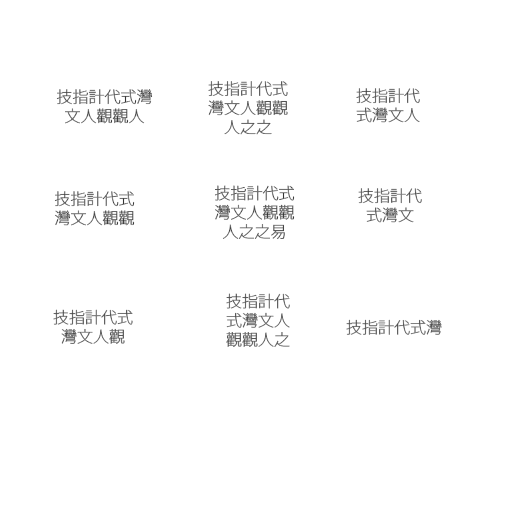 技指計代式灣
文人觀觀人
技指計代式
灣文人觀觀
人之之
技指計代
式灣文人
技指計代式
灣文人觀觀
技指計代式
灣文人觀觀
人之之易
技指計代
式灣文
技指計代式
灣文人觀
技指計代
式灣文人
觀觀人之
技指計代式灣